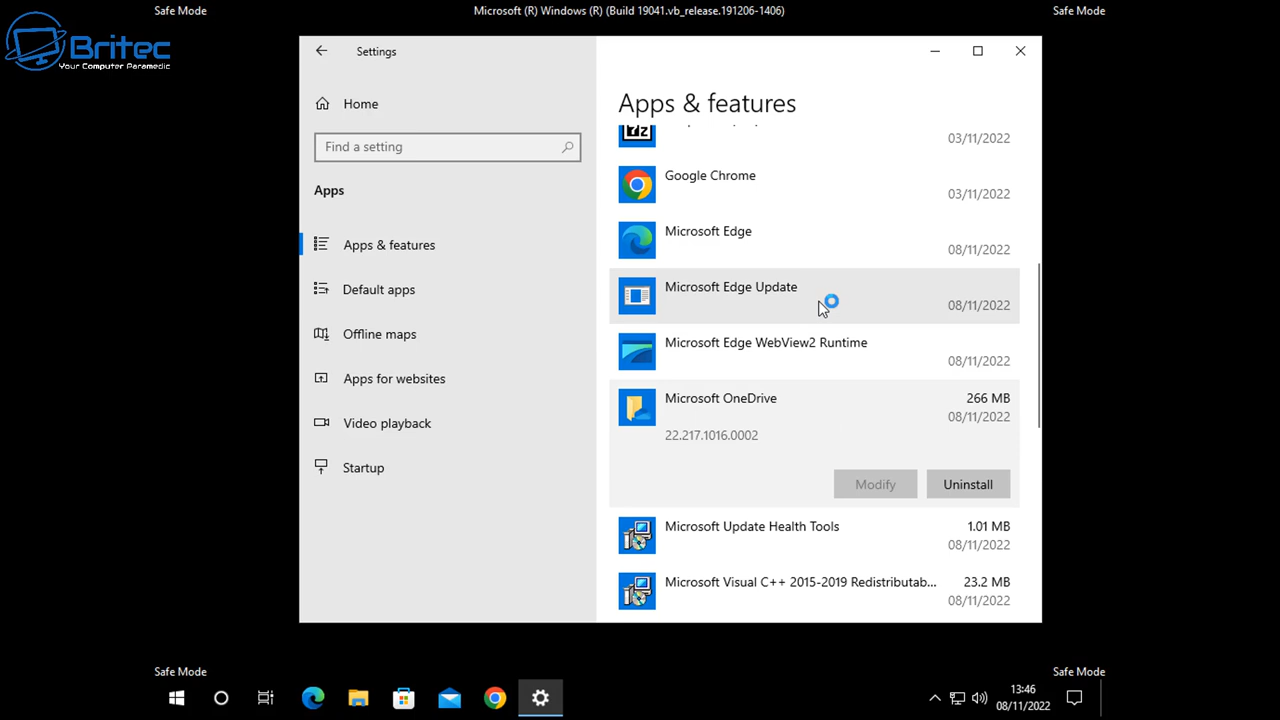 Safe Mode
Microsoft (R) Windows (R) (Build 19041.vb_release.191206-1406)
Safe Mode
Britec
Your Computer Paramedic
Settings
Home
Find a setting
Apps
Apps & features
Default apps
Offline maps
Apps for websites
Video playback
Startup
Apps & features
03/11/2022
Google Chrome
03/11/2022
Microsoft Edge
08/11/2022
Microsoft Edge Update
08/11/2022
Microsoft Edge WebView2 Runtime
08/11/2022
Microsoft OneDrive
266 MB
08/11/2022
22.217.1016.0002
Modify
Uninstall
Microsoft Update Health Tools
1.01 MB
08/11/2022
Microsoft Visual C++ 2015-2019 Redistributab...
23.2 MB
08/11/2022
Safe Mode
Safe Mode
13:46
08/11/2022